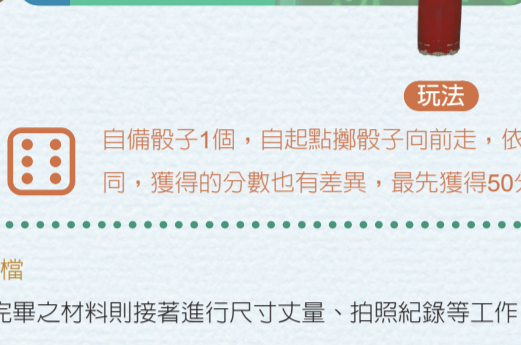 玩法
自備骰子1個，自起點擲骰子向前走，依
同，獲得的分數也有差異，最先獲得50分
檔
完畢之材料則接著進行尺寸丈量、拍照紀錄等工作